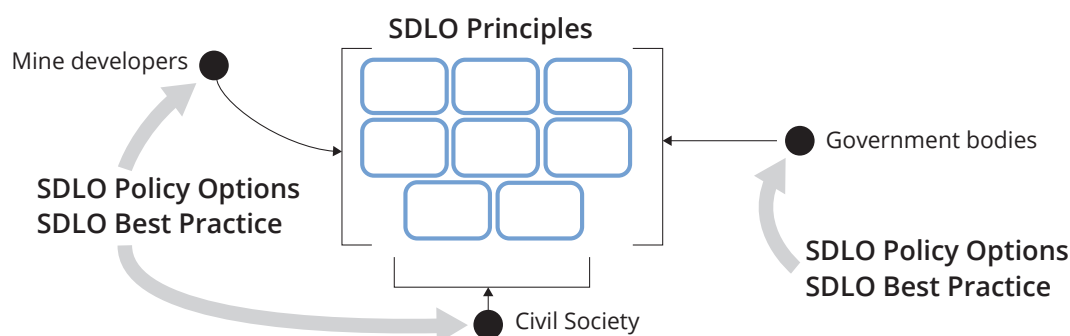 SDLO Principles
Mine developers
Government bodies
SDLO Policy Options
SDLO Best Practice
SDLO Policy Options
SDLO Best Practice
Civil Society